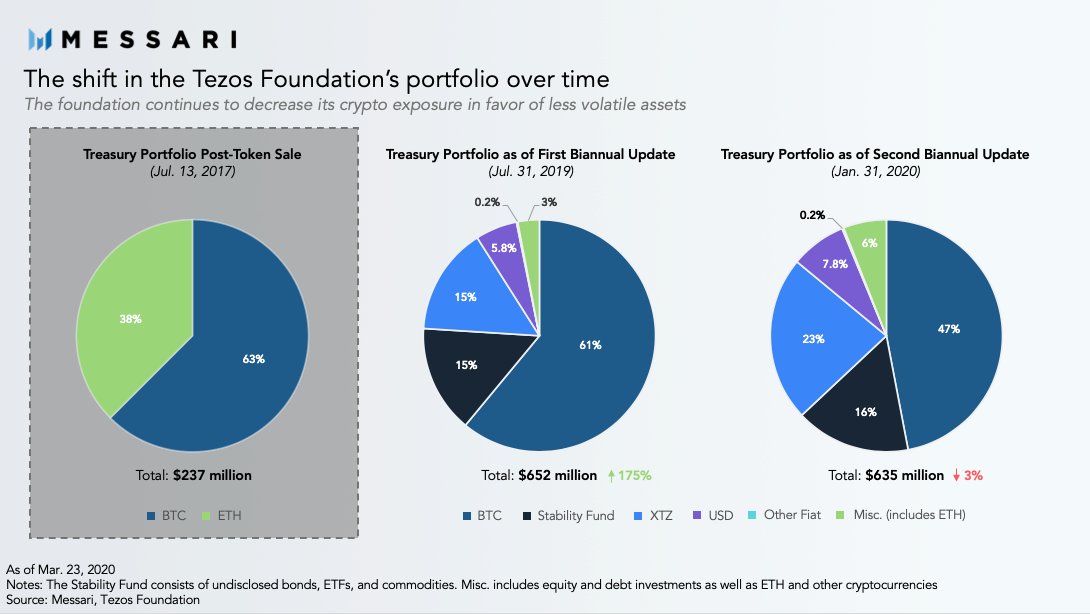 MESSARI
The shift in the Tezos Foundation's portfolio over time
The foundation continues to decrease its crypto exposure in favor of less volatile assets
Treasury Portfolio Post-Token Sale
(Jul. 13, 2017)
38%
63%
Total: $237 million
BTC ETH
Treasury Portfolio as of First Biannual Update
(Jul. 31, 2019)
0.2% 3%
5.8%
15%
61%
15%
Total: $652 million ↑175%
Treasury Portfolio as of Second Biannual Update
(Jan. 31, 2020)
0.2%
6%
7.8%
47%
23%
16%
Total: $635 million ↓3%
BTC Stability Fund XTZ USD Other Fiat Misc. (includes ETH)
As of Mar. 23, 2020
Notes: The Stability Fund consists of undisclosed bonds, ETFs, and commodities. Misc. includes equity and debt investments as well as ETH and other cryptocurrencies
Source: Messari, Tezos Foundation